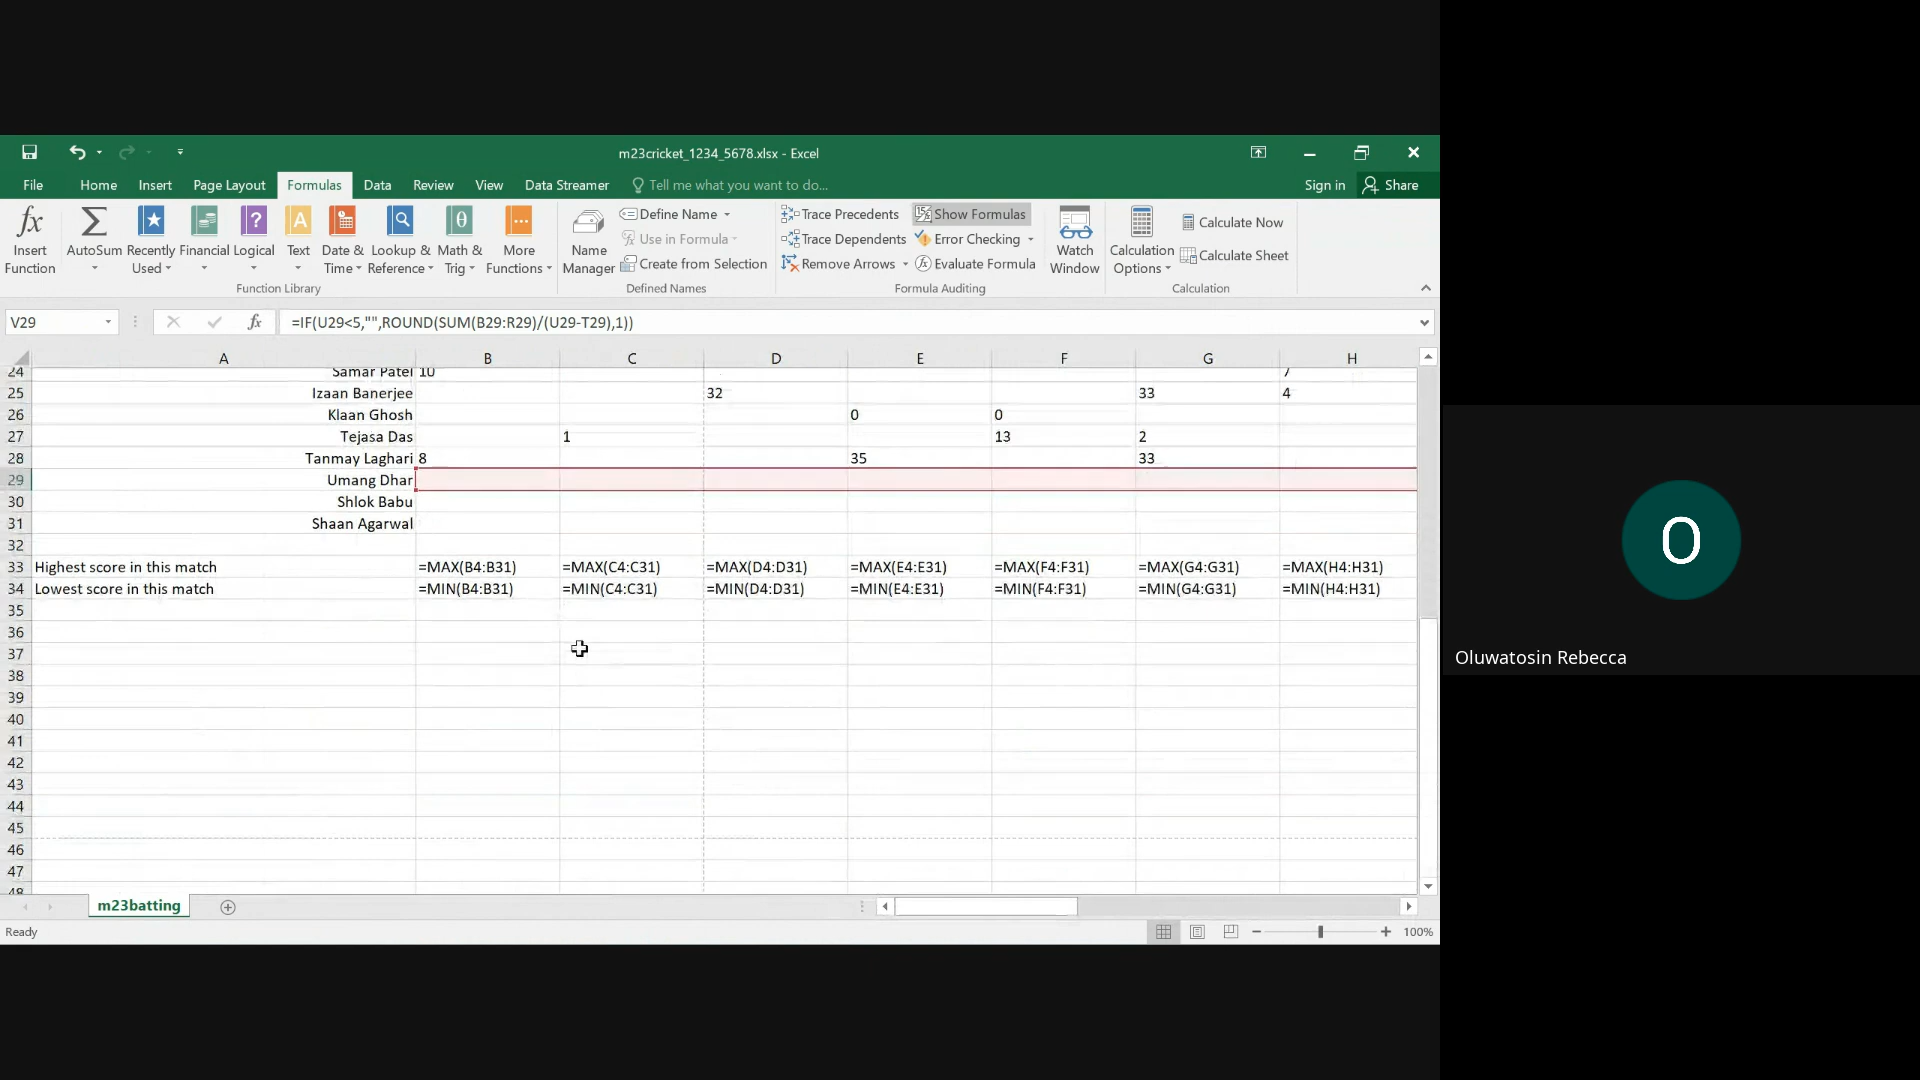 m23cricket_1234_5678.xlsx - Excel
File Home Insert Page Layout Formulas Data Review View Data Streamer Tell me what you want to do... Sign in Share
Insert Function
AutoSum
Recently Used
Financial
Logical
Text
Date & Time
Lookup & Reference
Math & Trig
More Functions
Function Library
Name Manager
Define Name
Use in Formula
Create from Selection
Defined Names
Trace Precedents
Trace Dependents
Remove Arrows
Show Formulas
Error Checking
Evaluate Formula
Formula Auditing
Watch Window
Calculation Options
Calculate Now
Calculate Sheet
Calculation
V29 fx =IF(U29<5,"",ROUND(SUM(B29:R29)/(U29-T29),1))
A B C D E F G H
24 Samar Patel 10 7
25 Izaan Banerjee 32 33 4
26 Klaan Ghosh 0 0
27 Tejasa Das 1 13 2
28 Tanmay Laghari 8 35 33
29 Umang Dhar
30 Shlok Babu
31 Shaan Agarwal
32
33 Highest score in this match =MAX(B4:B31) =MAX(C4:C31) =MAX(D4:D31) =MAX(E4:E31) =MAX(F4:F31) =MAX(G4:G31) =MAX(H4:H31)
34 Lowest score in this match =MIN(B4:B31) =MIN(C4:C31) =MIN(D4:D31) =MIN(E4:E31) =MIN(F4:F31) =MIN(G4:G31) =MIN(H4:H31)
35
36
37
38
39
40
41
42
43
44
45
46
47
48
m23batting
Ready 100%
O
Oluwatosin Rebecca